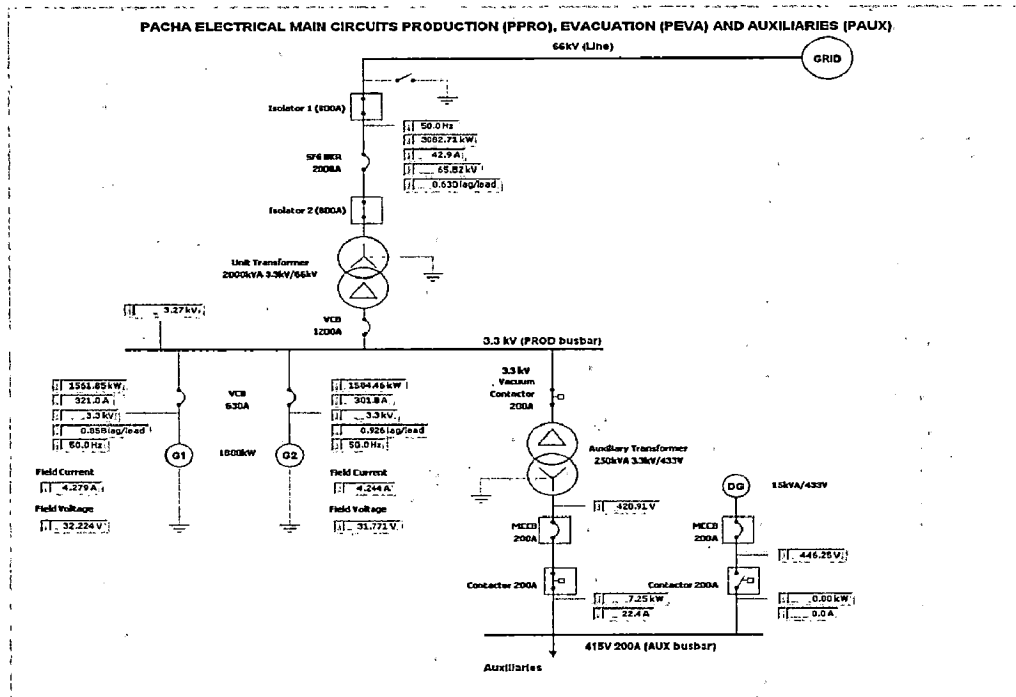 PACHA ELECTRICAL MAIN CIRCUITS PRODUCTION (PPRO), EVACUATION (PEVA) AND AUXILIARIES (PAUX)
66kV (Line)
GRID
Isolator 1 (800A)
50.0 Hz
3082.71 kW
42.9 A
65.82 kV
0.630 lag/lead
SF6 BKR
2000A
Isolator 2 (800A)
Unit Transformer
2000kVA 3.3kV/66kV
VCB
1200A
3.27 kV
3.3 kV (PROD busbar)
1561.85 kW
321.0 A
3.3 kV
0.858 lag/lead
50.0 Hz
VCB
630A
1584.46 kW
301.8 A
3.3 kV
0.926 lag/lead
50.0 Hz
3.3 kV
Vacuum
Contactor
200A
G1
1800kW
G2
Auxiliary Transformer
250kVA 3.3kV/433V
Field Current
4.279 A
Field Voltage
32.224 V
Field Current
4.244 A
Field Voltage
31.771 V
DG
15kVA/433V
420.91 V
MCCB
200A
MCCB
200A
446.25 V
Contactor 200A
7.25 kW
22.4 A
Contactor 200A
0.00 kW
0.0 A
415V 200A (AUX busbar)
Auxiliaries